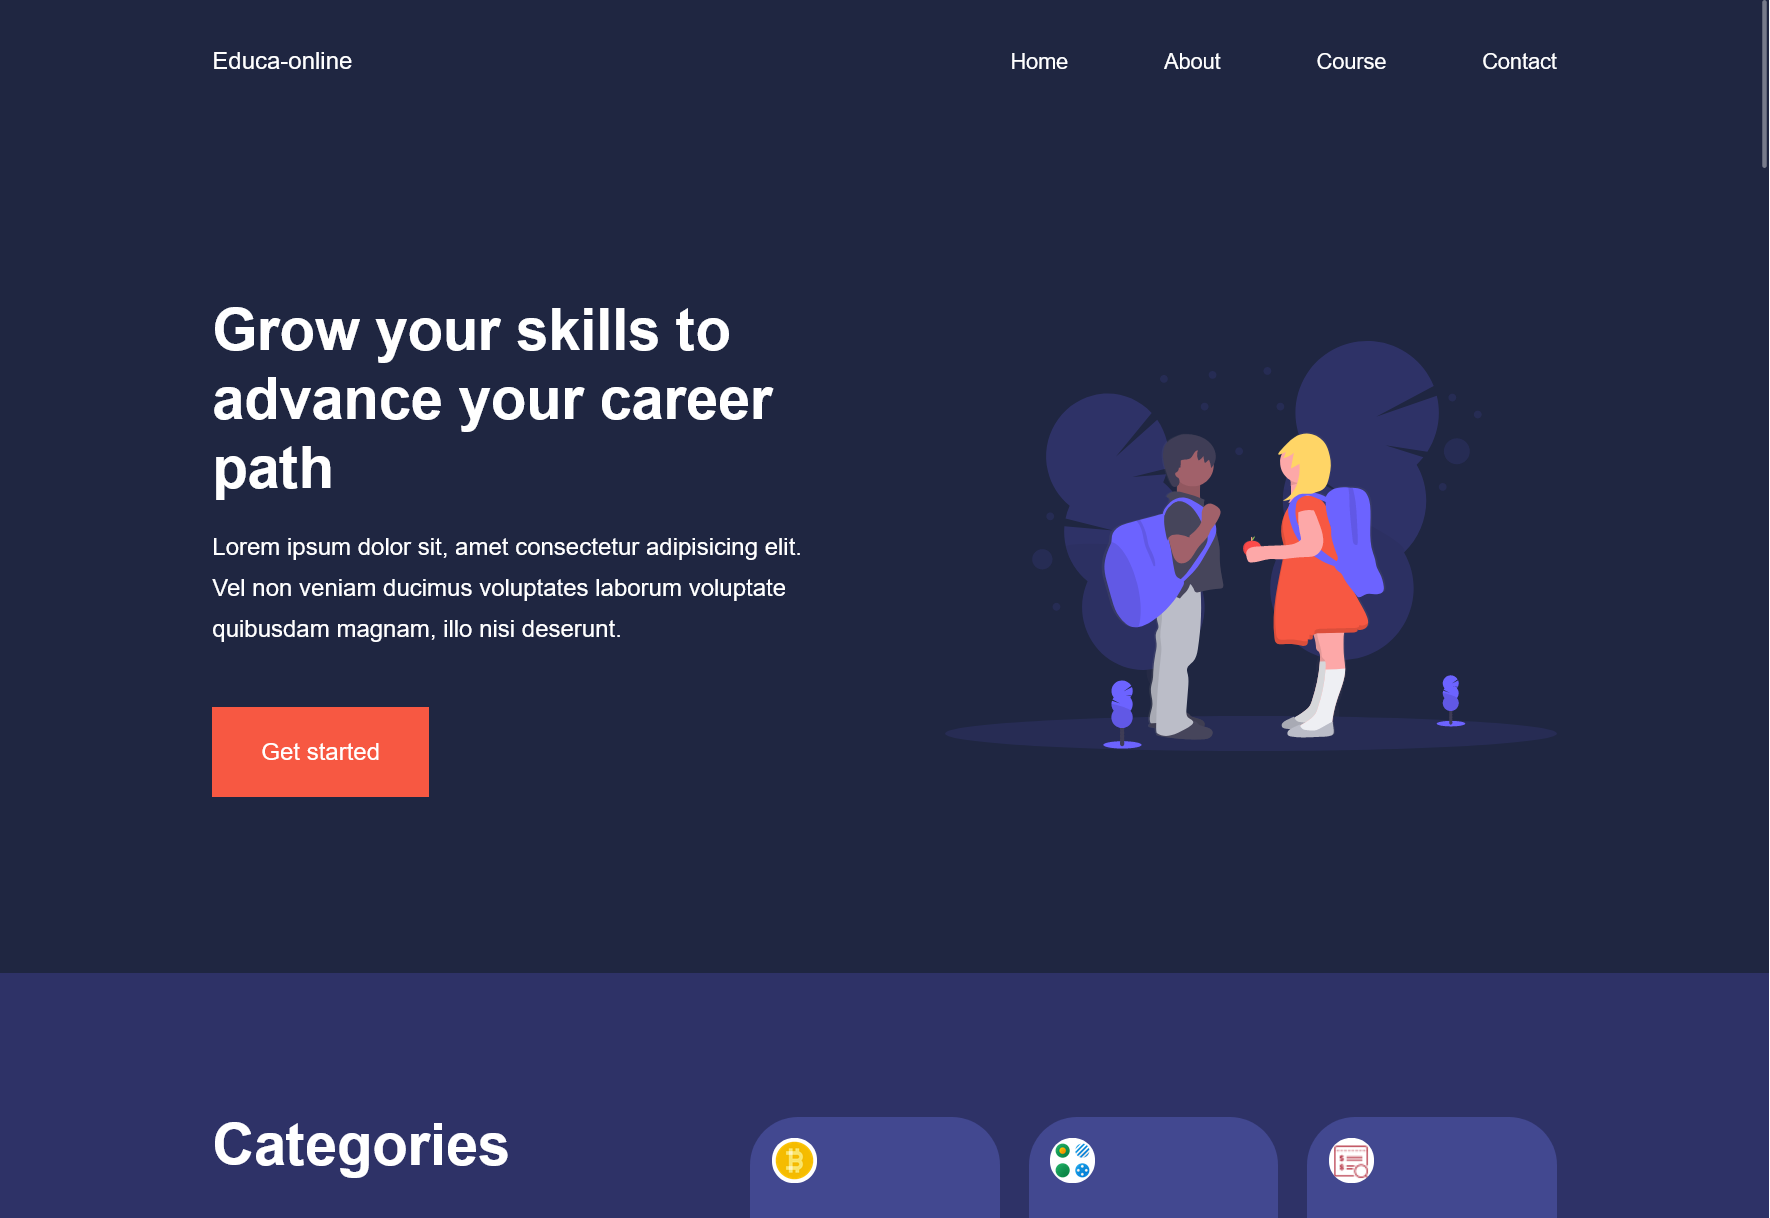 Educa-online
Home
About
Course
Contact
Grow your skills to
advance your career
path
Lorem ipsum dolor sit, amet consectetur adipisicing elit.
Vel non veniam ducimus voluptates laborum voluptate
quibusdam magnam, illo nisi deserunt.
Get started
Categories